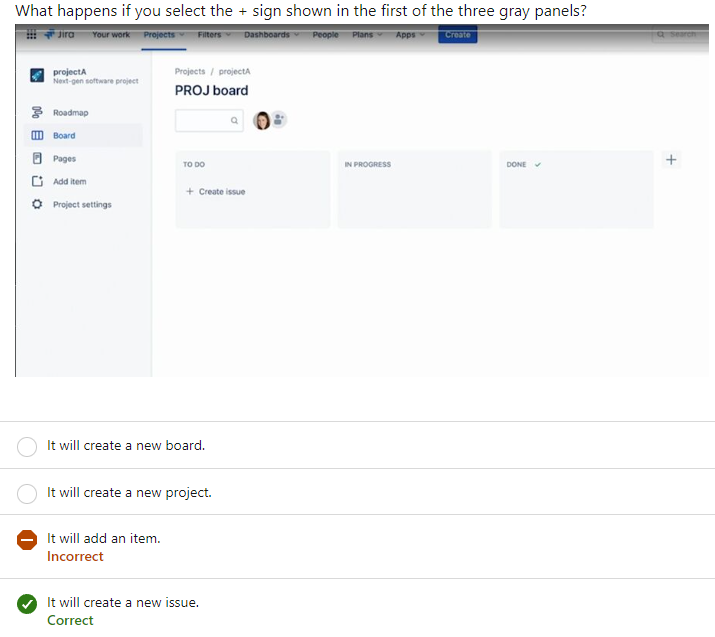 What happens if you select the + sign shown in the first of the three gray panels?
Jira Your work Projects Filters Dashboards People Plans Apps Create Search
projectA
Next-gen software project
Projects / projectA
PROJ board
Roadmap
Board
Pages
Add item
Project settings
TO DO IN PROGRESS DONE +
+ Create issue
It will create a new board.
It will create a new project.
It will add an item.
Incorrect
It will create a new issue.
Correct